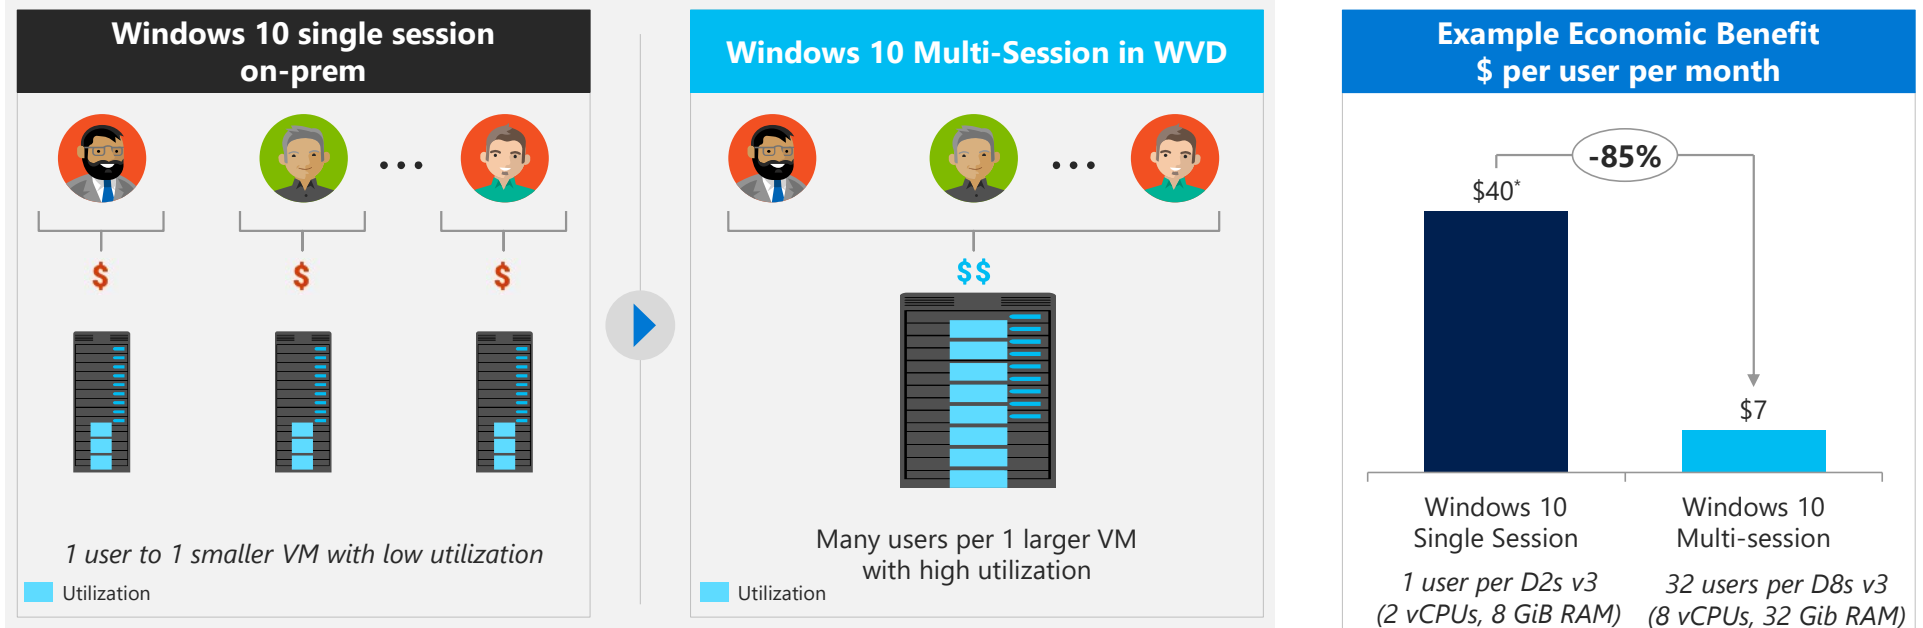 Windows 10 single session
on-prem
$
$
$
1 user to 1 smaller VM with low utilization
Utilization
Windows 10 Multi-Session in WVD
$$
Many users per 1 larger VM
with high utilization
Utilization
Example Economic Benefit
$ per user per month
-85%
$40*
$7
Windows 10
Single Session
1 user per D2s v3
(2 vCPUs, 8 GiB RAM)
Windows 10
Multi-session
32 users per D8s v3
(8 vCPUs, 32 Gib RAM)